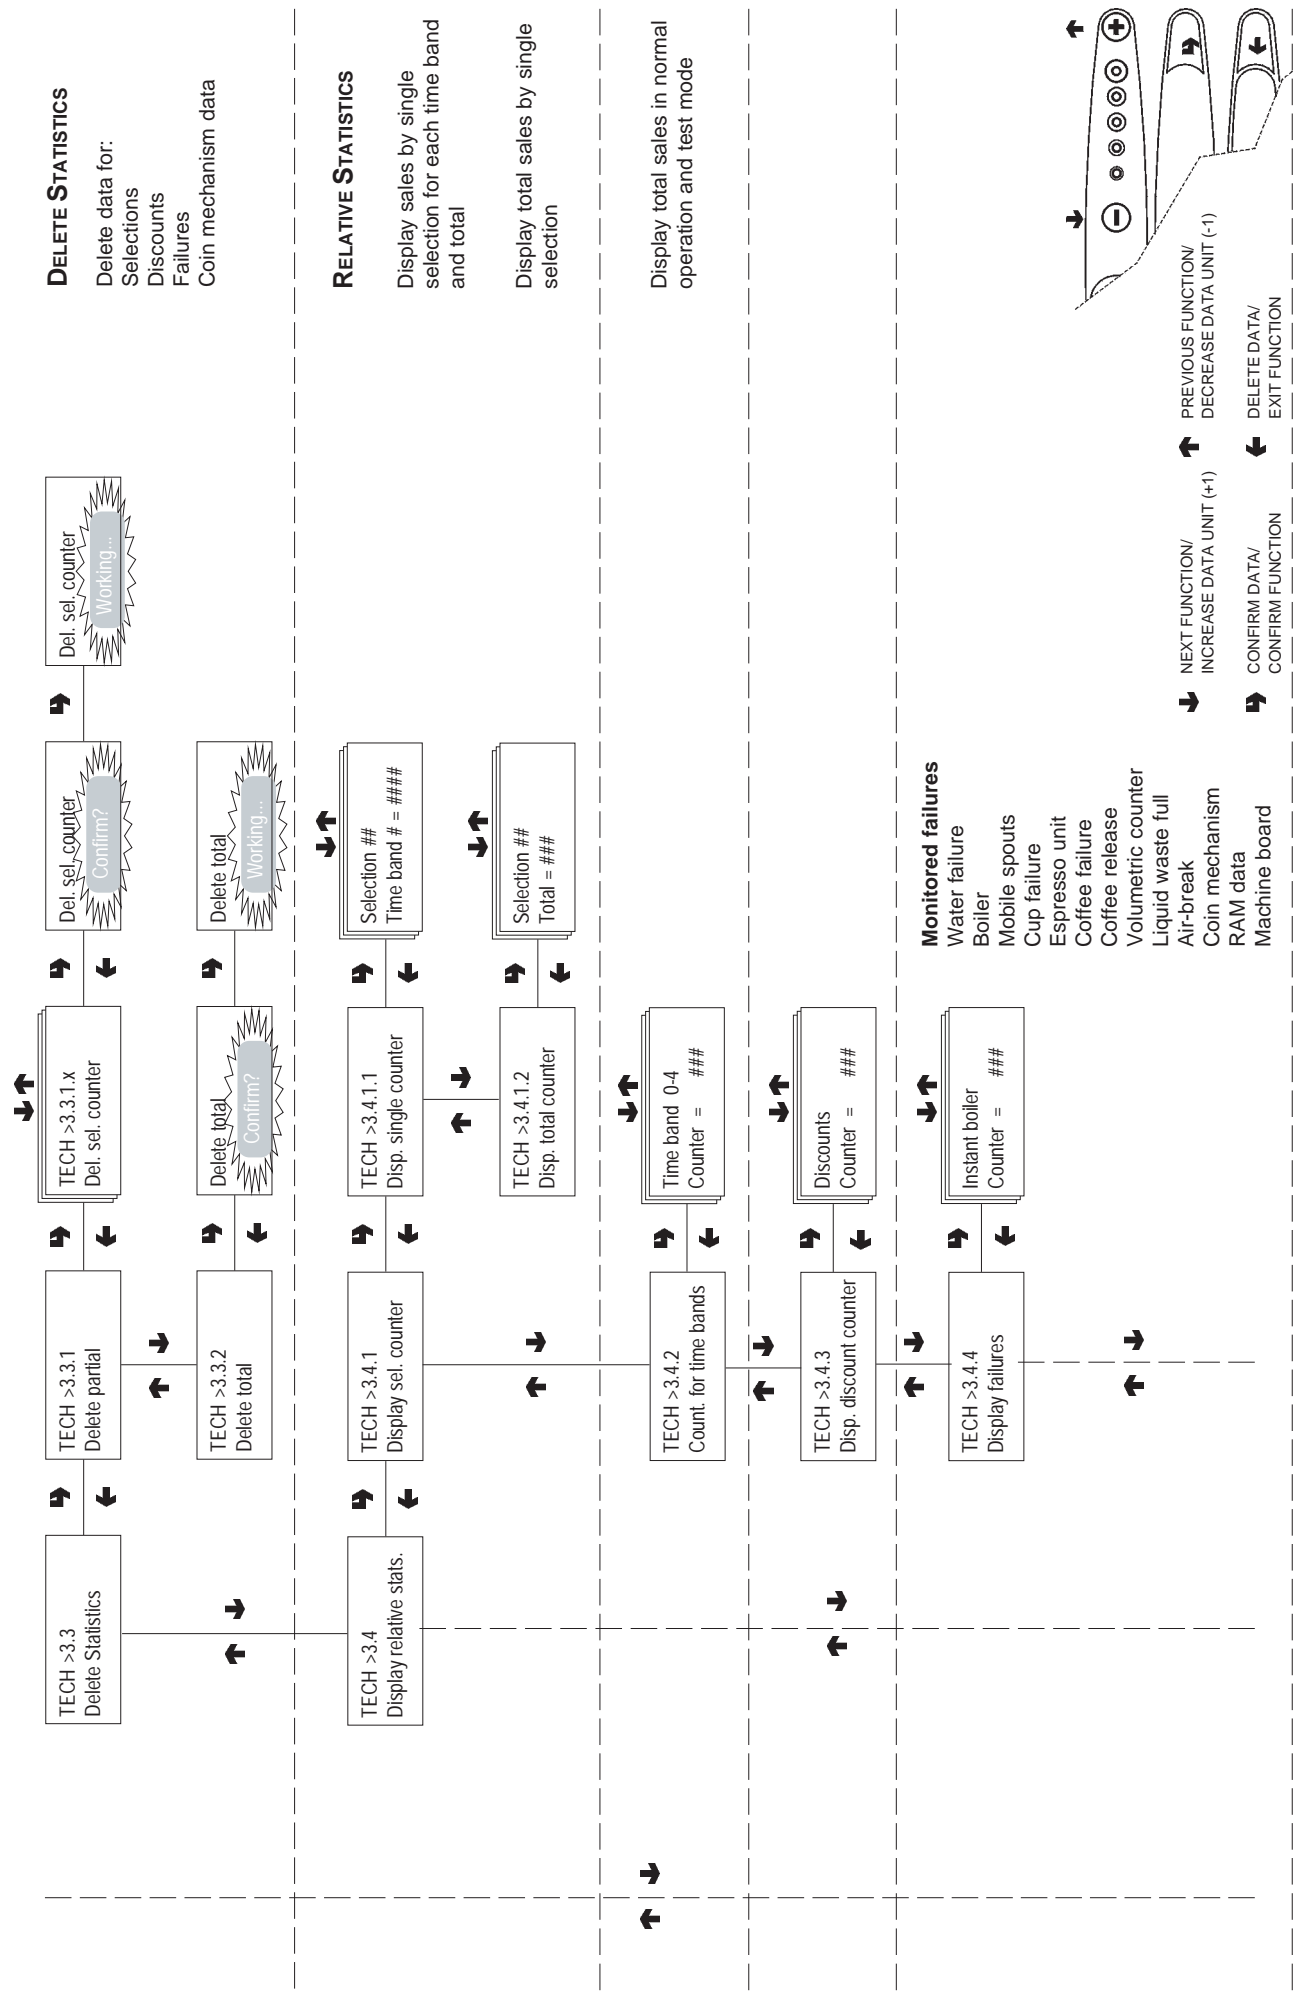 TECH >3.3
Delete Statistics
TECH >3.3.1
Delete partial
TECH >3.3.1.x
Del. sel. counter
Del. sel. counter
Confirm?
Del. sel. counter
Working...
DELETE STATISTICS
Delete data for:
Selections
Discounts
Failures
Coin mechanism data
TECH >3.3.2
Delete total
Delete total
Confirm?
Delete total
Working...
TECH >3.4
Display relative stats.
TECH >3.4.1
Display sel. counter
TECH >3.4.1.1
Disp. single counter
Selection ##
Time band # = ####
RELATIVE STATISTICS
Display sales by single
selection for each time band
and total
TECH >3.4.1.2
Disp. total counter
Selection ##
Total = ###
Display total sales by single
selection
TECH >3.4.2
Count. for time bands
Time band 0-4
Counter = ###
Display total sales in normal
operation and test mode
TECH >3.4.3
Disp. discount counter
Discounts
Counter = ###
TECH >3.4.4
Display failures
Instant boiler
Counter = ###
Monitored failures
Water failure
Boiler
Mobile spouts
Cup failure
Espresso unit
Coffee failure
Coffee release
Volumetric counter
Liquid waste full
Air-break
Coin mechanism
RAM data
Machine board
NEXT FUNCTION/
INCREASE DATA UNIT (+1)
PREVIOUS FUNCTION/
DECREASE DATA UNIT (-1)
CONFIRM DATA/
CONFIRM FUNCTION
DELETE DATA/
EXIT FUNCTION